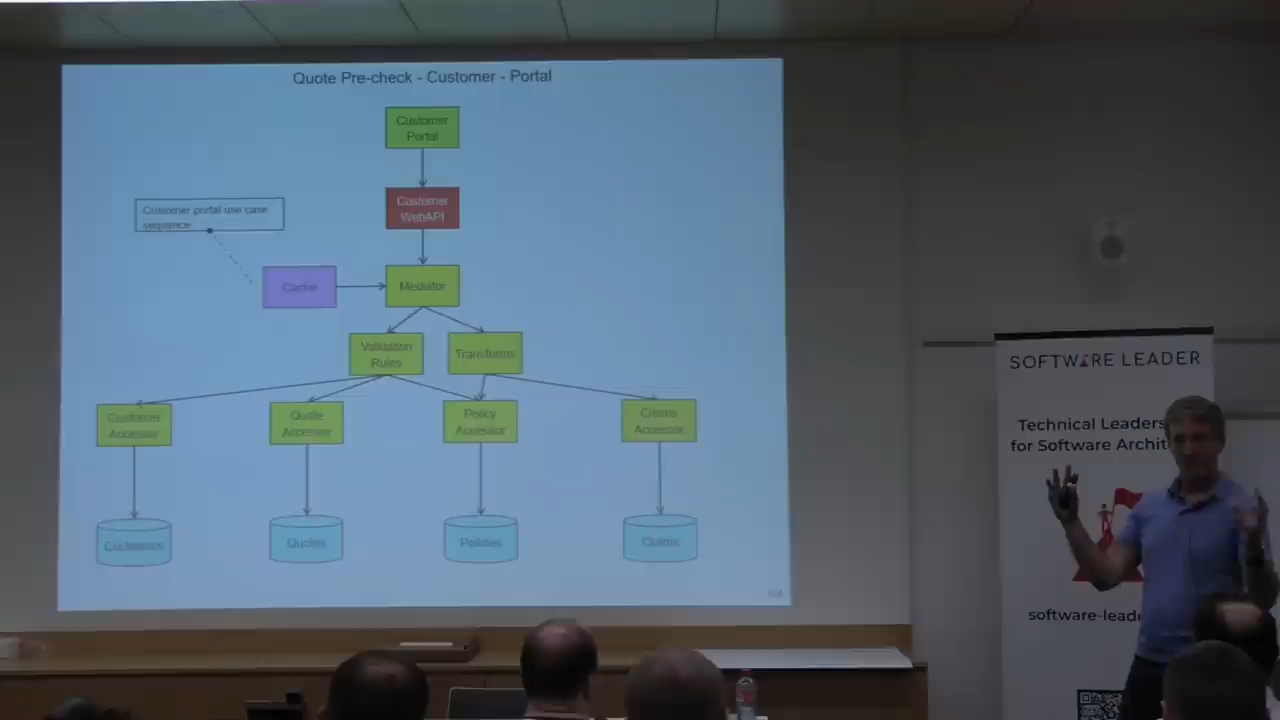 Quote Pre-check - Customer - Portal
Customer
Portal
Customer
WebAPI
Customer portal use case
sequence
Cache
Mediator
Validation
Rules
Transforms
Customer
Accessor
Quote
Accessor
Policy
Accessor
Claims
Accessor
Customers
Quotes
Policies
Claims
SOFTWARE LEADER
Technical Leaders
for Software Archit
software-leade